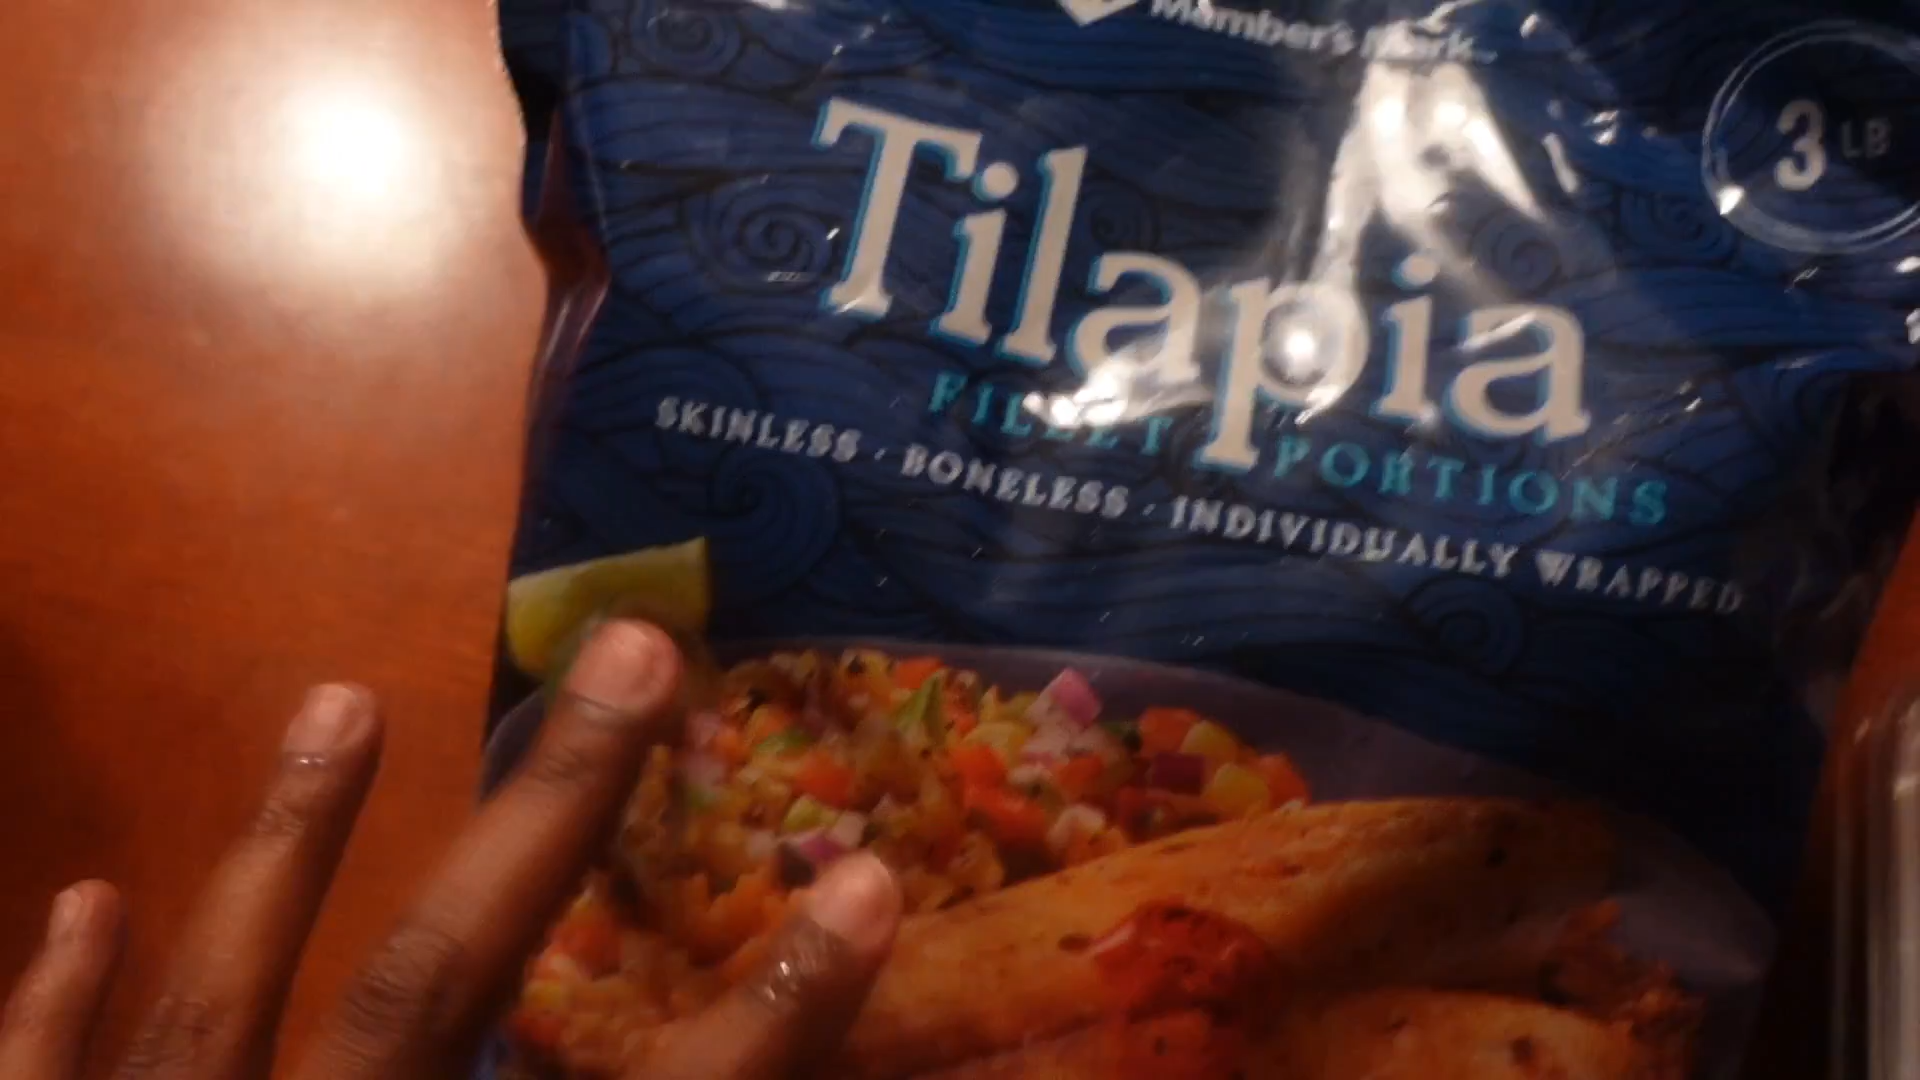 Member's Mark
3 LB
Tilapia
FILLET PORTIONS
SKINLESS · BONELESS · INDIVIDUALLY WRAPPED